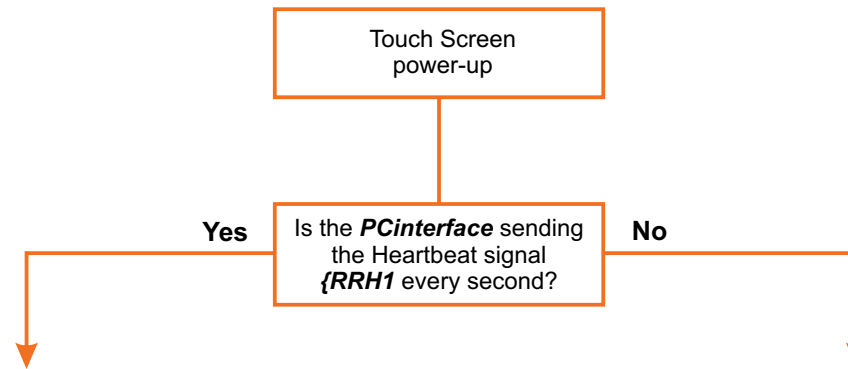 Touch Screen
power-up
Yes
Is the PCinterface sending
the Heartbeat signal
{RRH1 every second?
No